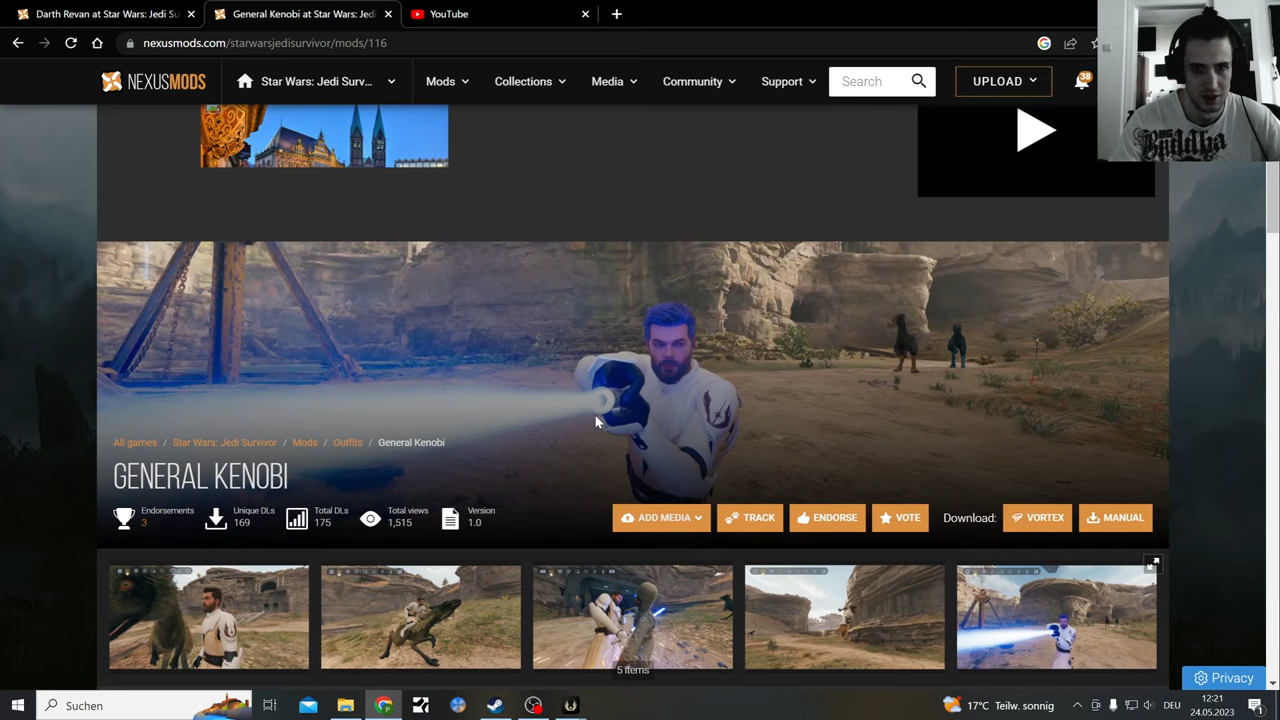 Darth Revan at Star Wars: Jedi Su
General Kenobi at Star Wars: Jedi
YouTube
nexusmods.com/starwarsjedisurvivor/mods/116
NEXUSMODS
Star Wars: Jedi Surv...
Mods
Collections
Media
Community
Support
Search
UPLOAD
38
Buddha
All games / Star Wars: Jedi Survivor / Mods / Outfits / General Kenobi
GENERAL KENOBI
Endorsements
3
Unique DLs
169
Total DLs
175
Total views
1,515
Version
1.0
ADD MEDIA
TRACK
ENDORSE
VOTE
Download:
VORTEX
MANUAL
5 items
Privacy
Suchen
17°C Teilw. sonnig
DEU
12:21
24.05.2023
1